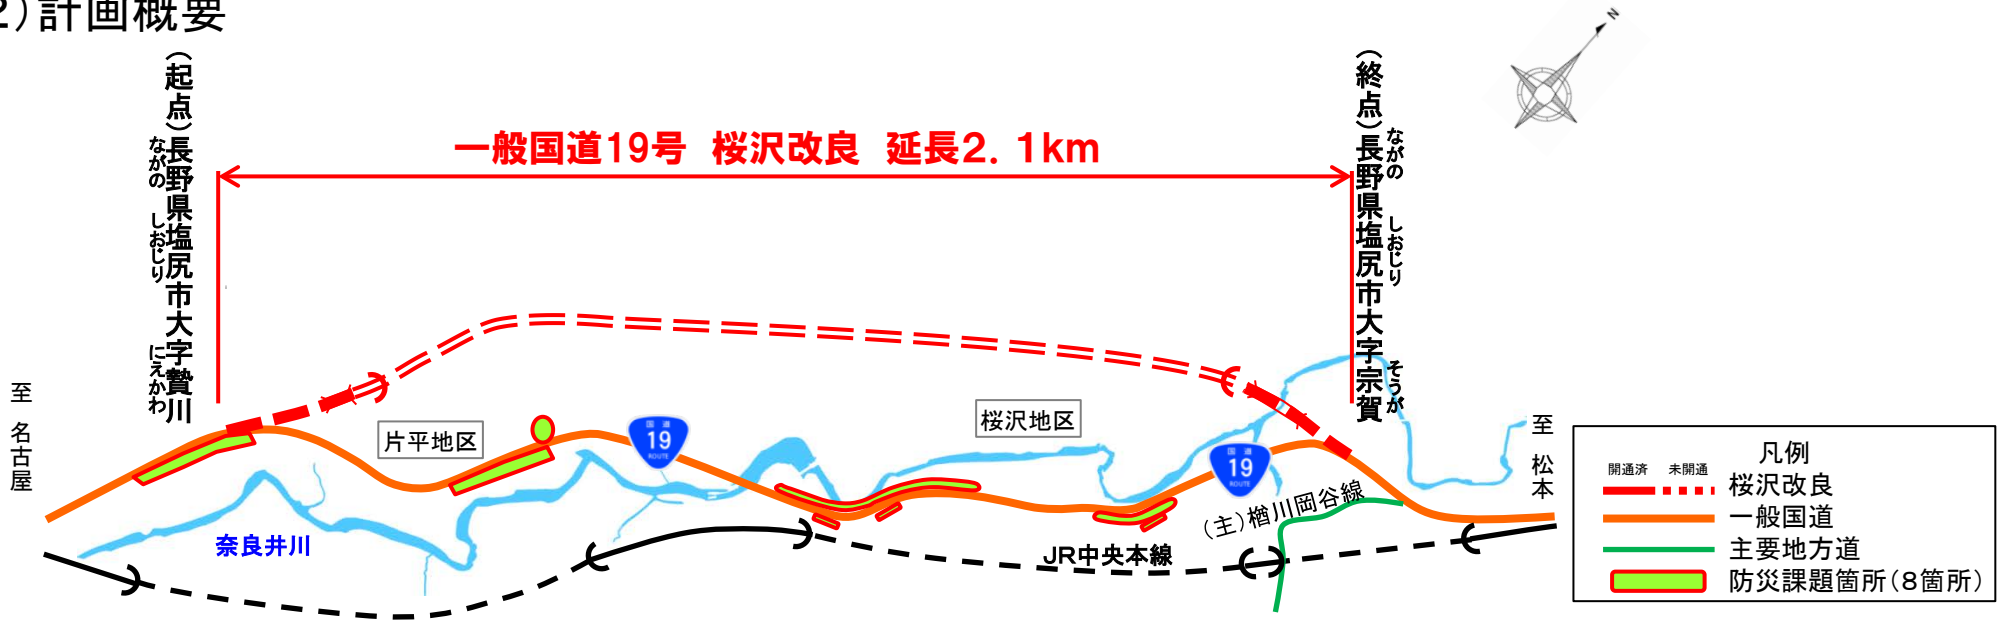 2)計画概要
N
(起点)長野県塩尻市大字贄川
ながの しおじり にえかわ
一般国道19号 桜沢改良 延長2.1km
(終点)長野県塩尻市大字宗賀
ながの しおじり そうが
至 名古屋
片平地区
国道
19
ROUTE
桜沢地区
国道
19
ROUTE
至 松本
奈良井川
JR中央本線
(主)楢川岡谷線
凡例
開通済 未開通
桜沢改良
一般国道
主要地方道
防災課題箇所(8箇所)